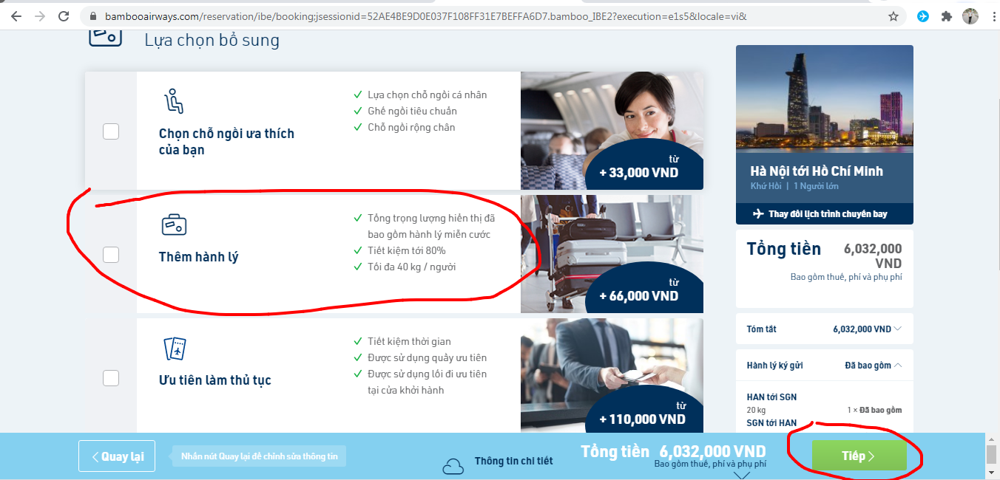 bambooairways.com/reservation/ibe/booking;jsessionid=52AE4BE9D0E037F108FF31E7BEFFA6D7.bamboo_IBE2?execution=e1s5&locale=vi&
Lựa chọn bổ sung
Chọn chỗ ngồi ưa thích
của bạn
Lựa chọn chỗ ngồi cá nhân
Ghế ngồi tiêu chuẩn
Chỗ ngồi rộng chân
từ
+ 33,000 VND
Thêm hành lý
Tổng trọng lượng hiển thị đã
bao gồm hành lý miễn cước
Tiết kiệm tới 80%
Tối đa 40 kg / người
từ
+ 66,000 VND
Ưu tiên làm thủ tục
Tiết kiệm thời gian
Được sử dụng quầy ưu tiên
Được sử dụng lối đi ưu tiên
tại cửa khởi hành
từ
+ 110,000 VND
Hà Nội tới Hồ Chí Minh
Khứ Hồi | 1 Người lớn
Thay đổi lịch trình chuyến bay
Tổng tiền 6,032,000
VND
Bao gồm thuế, phí và phụ phí
Tóm tắt 6,032,000 VND
Hành lý ký gửi Đã bao gồm
HAN tới SGN
20 kg 1 × Đã bao gồm
SGN tới HAN
Quay lại
Nhấn nút Quay lại để chỉnh sửa thông tin
Thông tin chi tiết
Tổng tiền 6,032,000 VND
Bao gồm thuế, phí và phụ phí
Tiếp